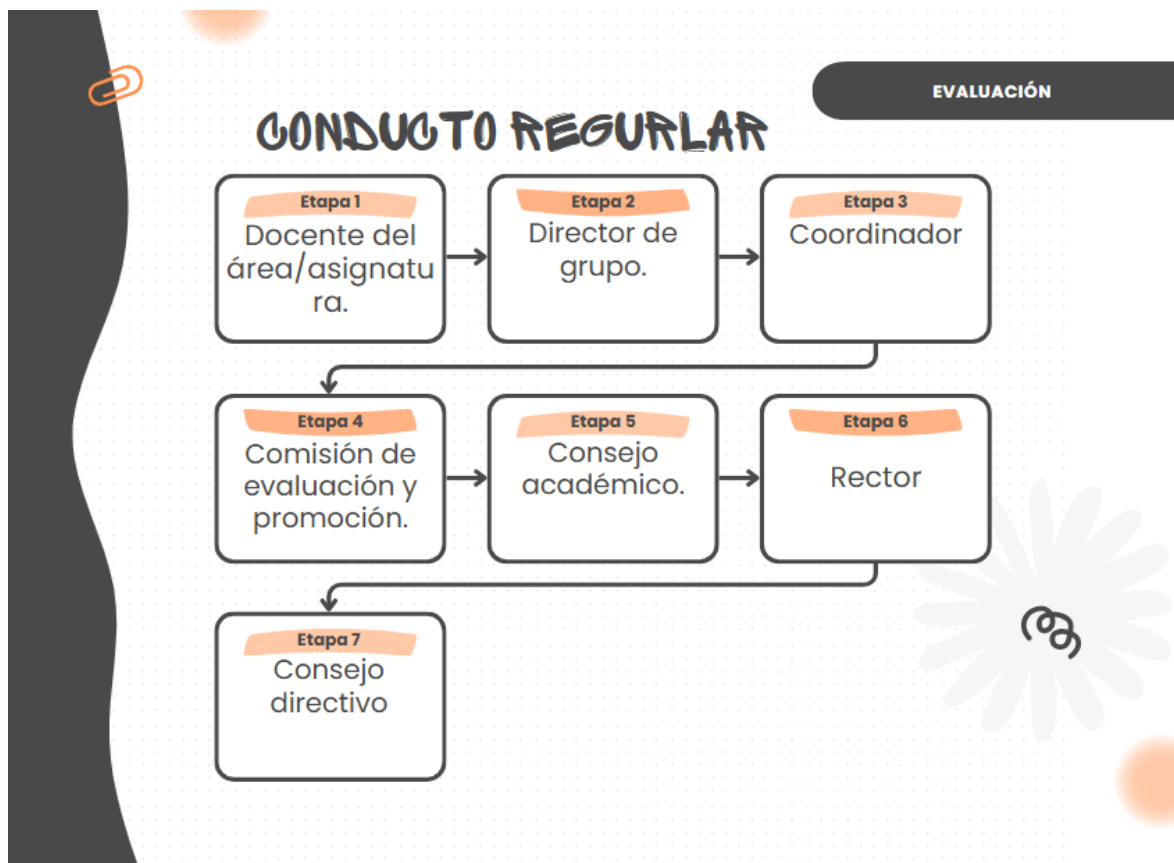 EVALUACIÓN
CONDUCTO REGURLAR
Etapa 1
Docente del
área/asignatu
ra.
Etapa 2
Director de
grupo.
Etapa 3
Coordinador
Etapa 4
Comisión de
evaluación y
promoción.
Etapa 5
Consejo
académico.
Etapa 6
Rector
Etapa 7
Consejo
directivo